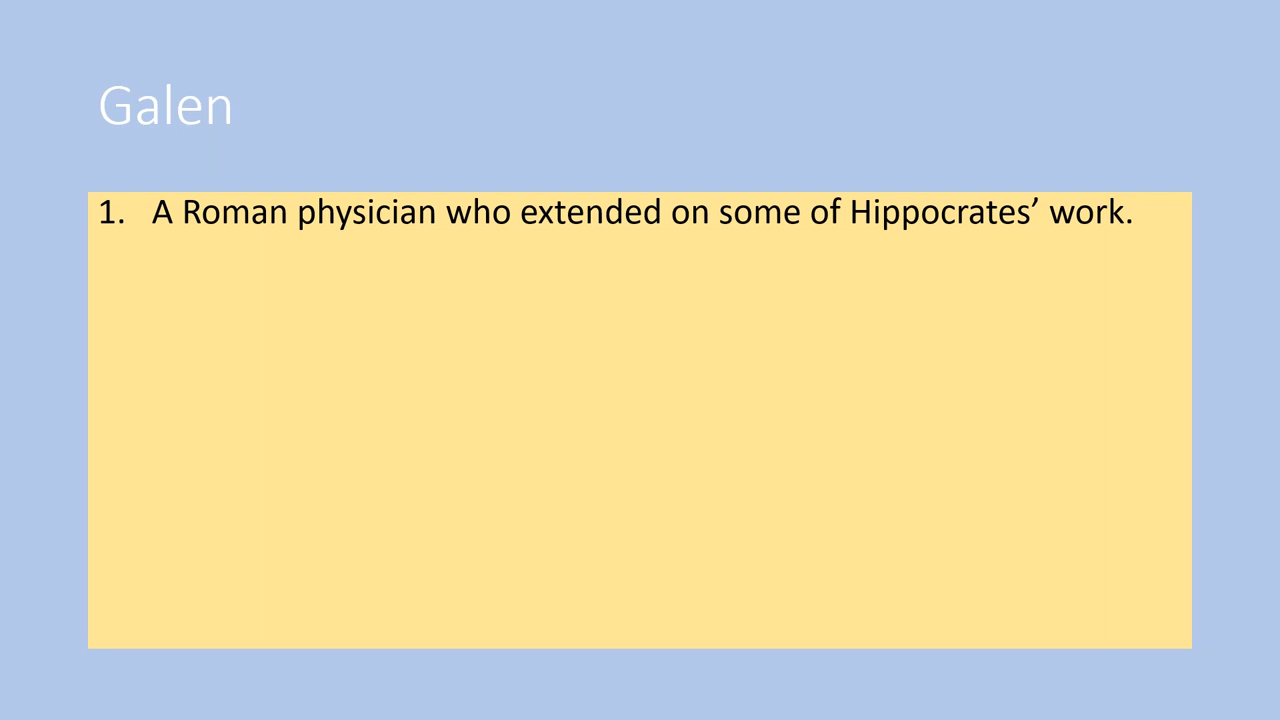 Galen
1. A Roman physician who extended on some of Hippocrates’ work.